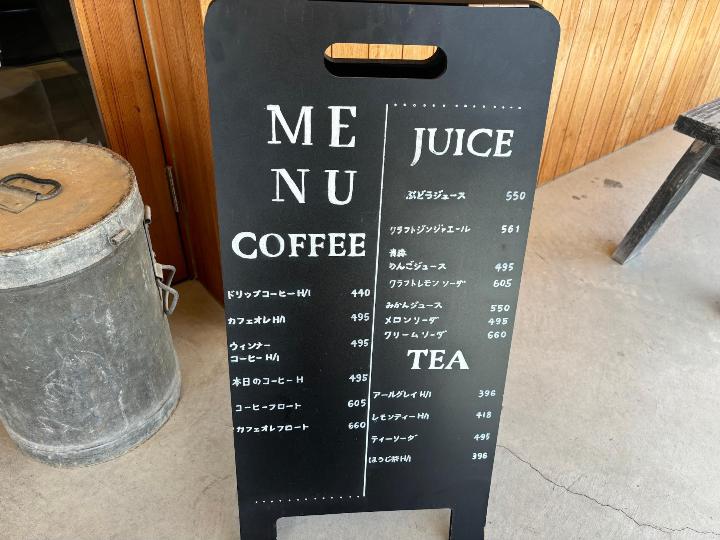 ME
NU
COFFEE
ドリップコーヒー H/I 440
カフェオレ H/I 495
ウィンナー 495
コーヒー H/I
本日のコーヒー H 495
コーヒーフロート 605
カフェオレフロート 660
JUICE
ぶどうジュース 550
クラフトジンジャエール 561
青森
りんごジュース 495
クラフトレモンソーダ 605
みかんジュース 550
メロンソーダ 495
クリームソーダ 660
TEA
アールグレイ H/I 396
レモンティー H/I 418
ティーソーダ 495
ほうじ茶 H/I 396